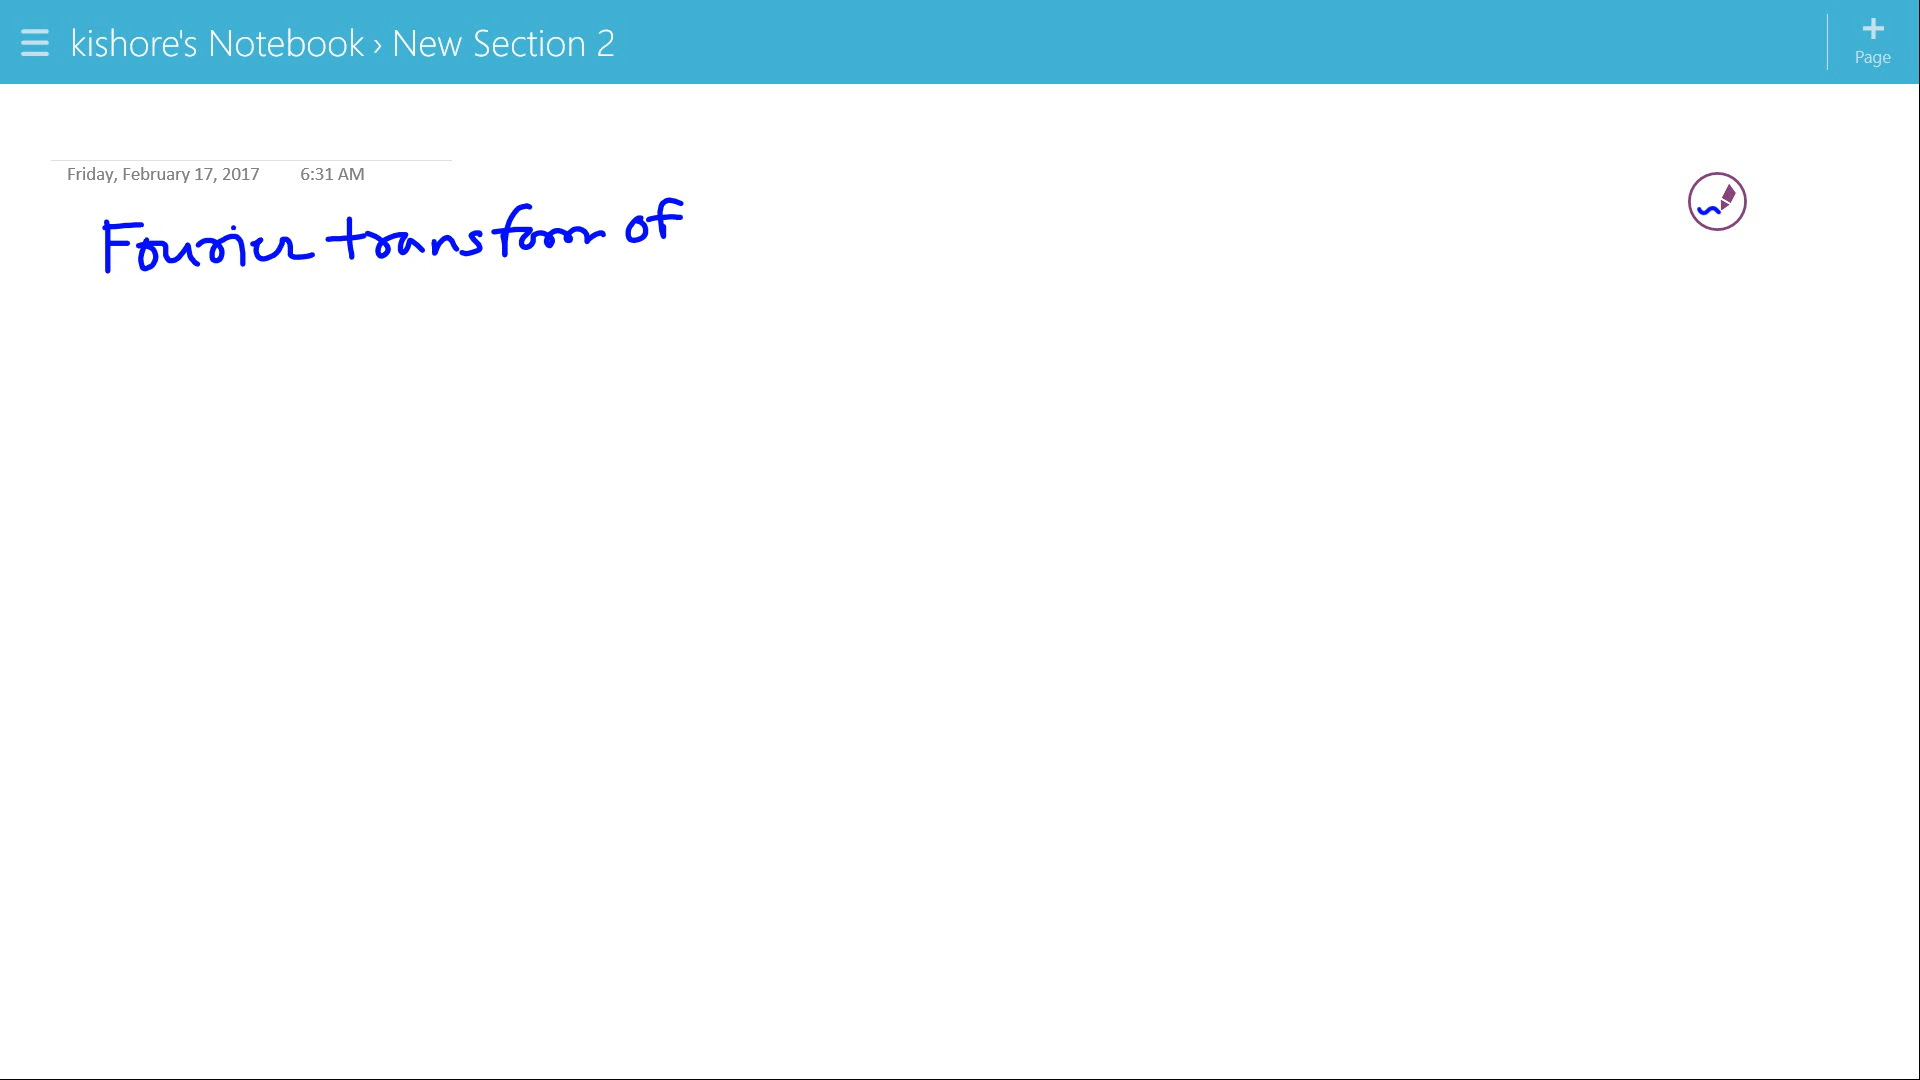 kishore's Notebook › New Section 2
Page
Friday, February 17, 2017 6:31 AM
Fourier transform of